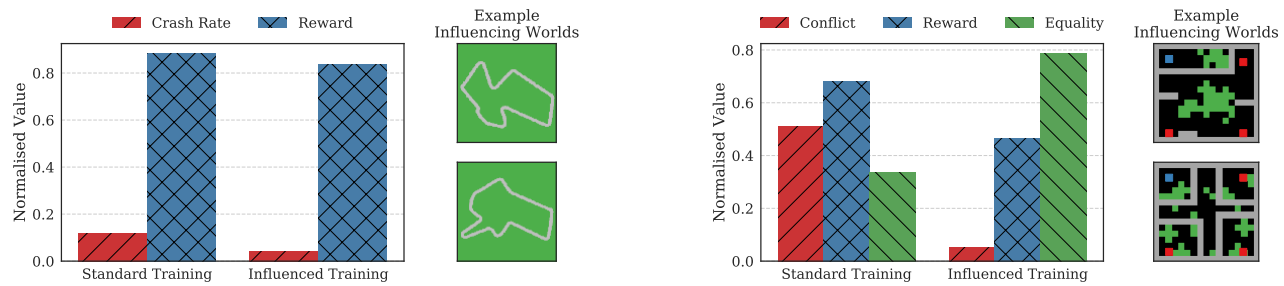 Crash Rate
Reward
Example
Influencing Worlds
Normalised Value
0.8
0.6
0.4
0.2
0.0
Standard Training
Influenced Training
Conflict
Reward
Equality
Example
Influencing Worlds
Normalised Value
0.8
0.6
0.4
0.2
0.0
Standard Training
Influenced Training